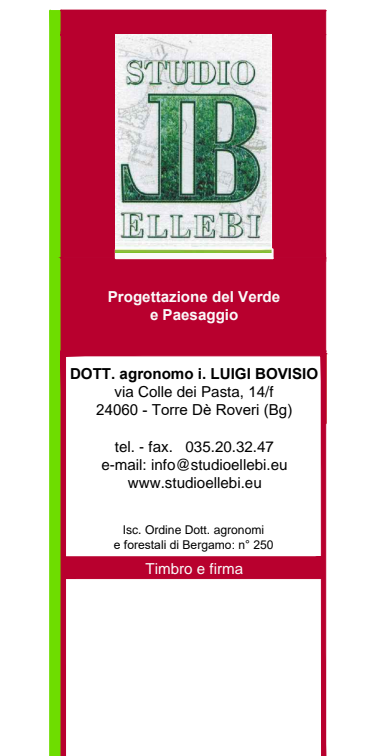 STUDIO
LB
ELLEBI
Progettazione del Verde
e Paesaggio
DOTT. agronomo i. LUIGI BOVISIO
via Colle dei Pasta, 14/f
24060 - Torre Dè Roveri (Bg)
tel. - fax. 035.20.32.47
e-mail: info@studioellebi.eu
www.studioellebi.eu
Isc. Ordine Dott. agronomi
e forestali di Bergamo: n° 250
Timbro e firma